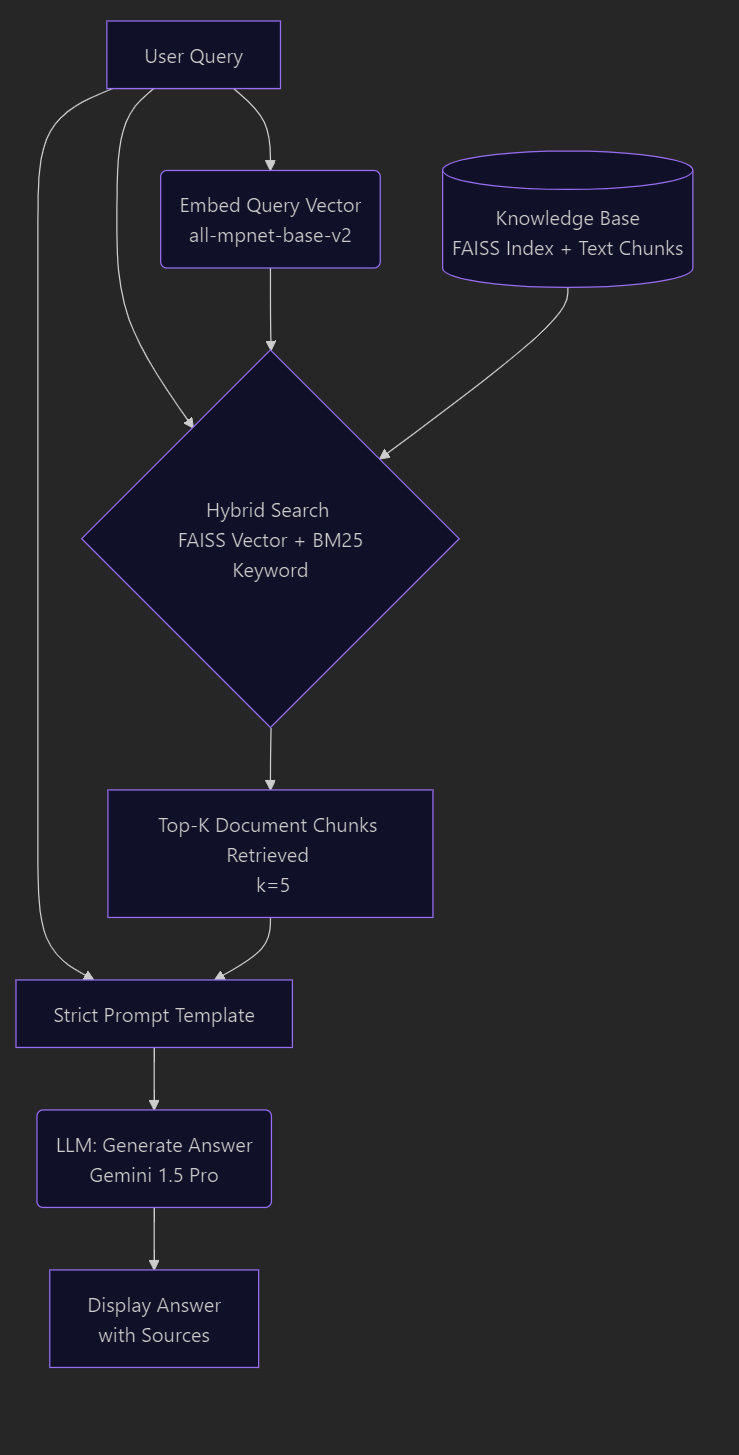 User Query
Embed Query Vector
all-mpnet-base-v2
Knowledge Base
FAISS Index + Text Chunks
Hybrid Search
FAISS Vector + BM25
Keyword
Top-K Document Chunks
Retrieved
k=5
Strict Prompt Template
LLM: Generate Answer
Gemini 1.5 Pro
Display Answer
with Sources